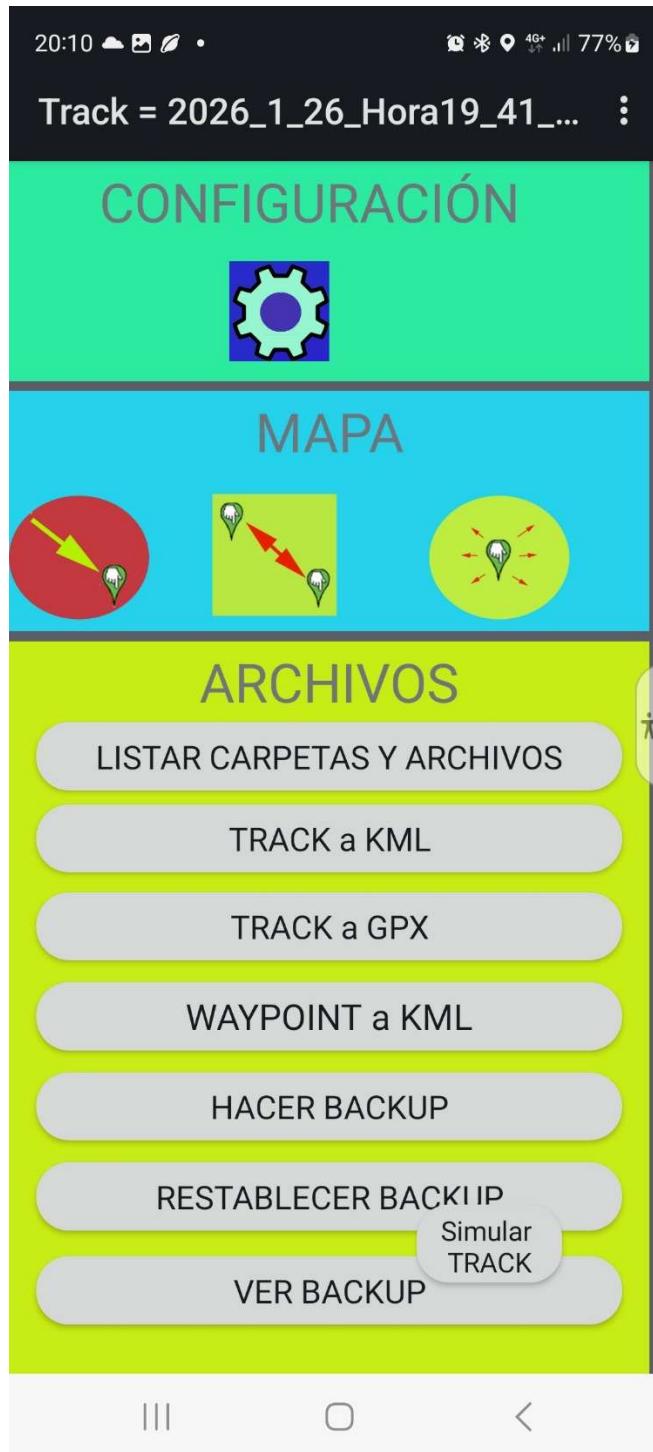 20:10
4G+
77%
Track = 2026_1_26_Hora19_41_...
CONFIGURACIÓN
MAPA
ARCHIVOS
LISTAR CARPETAS Y ARCHIVOS
TRACK a KML
TRACK a GPX
WAYPOINT a KML
HACER BACKUP
RESTABLECER BACKUP
Simular
TRACK
VER BACKUP